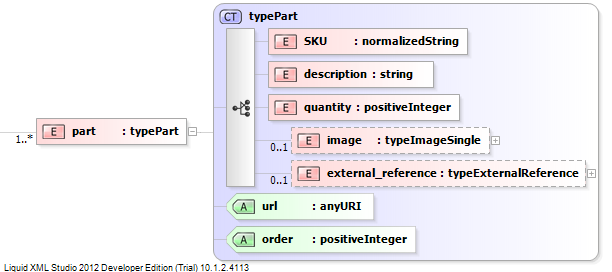 CT typePart
E SKU : normalizedString
E description : string
E quantity : positiveInteger
1..* E part : typePart
0..1 E image : typeImageSingle
0..1 E external_reference : typeExternalReference
A url : anyURI
A order : positiveInteger
Liquid XML Studio 2012 Developer Edition (Trial) 10.1.2.4113